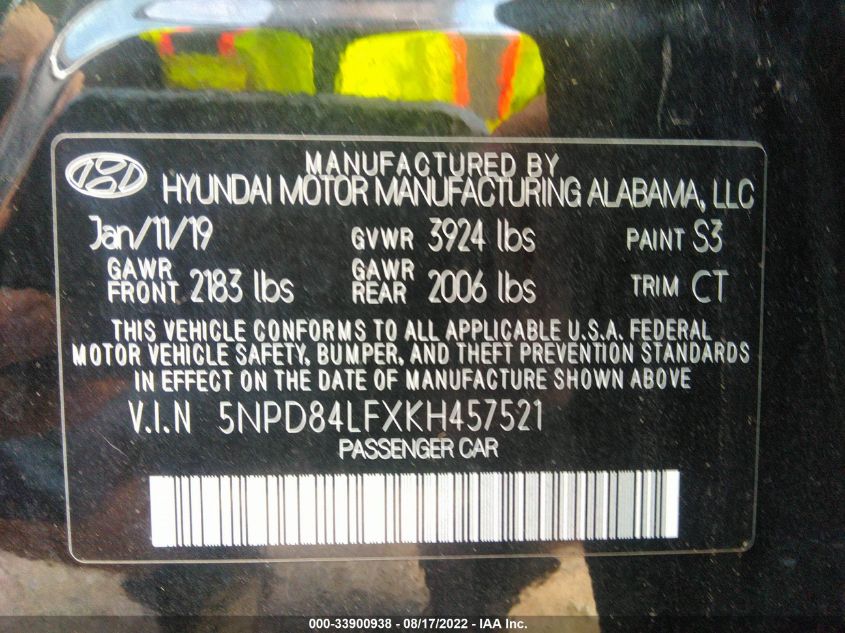 MANUFACTURED BY
HYUNDAI MOTOR MANUFACTURING ALABAMA, LLC
Jan/11/19 GVWR 3924 lbs PAINT S3
GAWR FRONT 2183 lbs GAWR REAR 2006 lbs TRIM CT
THIS VEHICLE CONFORMS TO ALL APPLICABLE U.S.A. FEDERAL
MOTOR VEHICLE SAFETY, BUMPER, AND THEFT PREVENTION STANDARDS
IN EFFECT ON THE DATE OF MANUFACTURE SHOWN ABOVE
V.I.N 5NPD84LFXKH457521
PASSENGER CAR
000-33900938 - 08/17/2022 - IAA Inc.